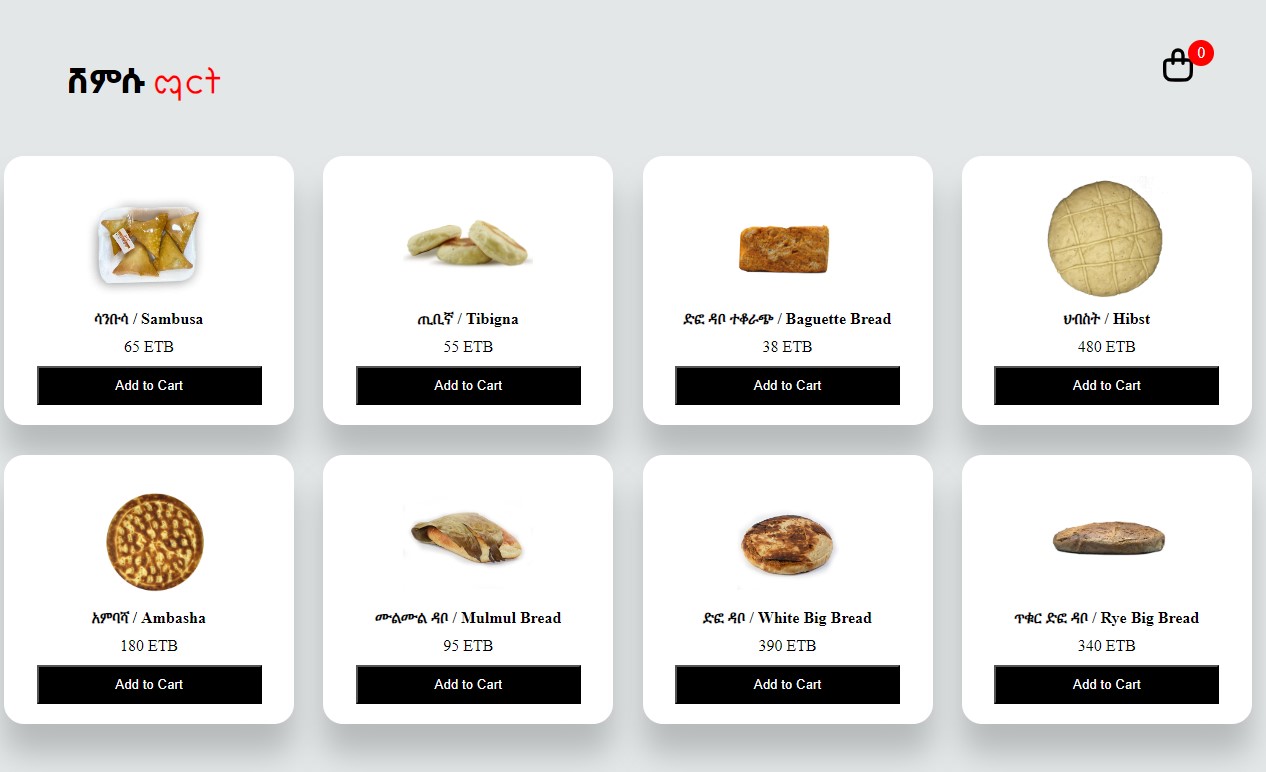 ሸምሱ ማርት
0
ሳንቡሳ / Sambusa
65 ETB
Add to Cart
ጢቢኛ / Tibigna
55 ETB
Add to Cart
ድፎ ዳቦ ተቆራጭ / Baguette Bread
38 ETB
Add to Cart
ህብስት / Hibst
480 ETB
Add to Cart
አምባሻ / Ambasha
180 ETB
Add to Cart
ሙልሙል ዳቦ / Mulmul Bread
95 ETB
Add to Cart
ድፎ ዳቦ / White Big Bread
390 ETB
Add to Cart
ጥቁር ድፎ ዳቦ / Rye Big Bread
340 ETB
Add to Cart